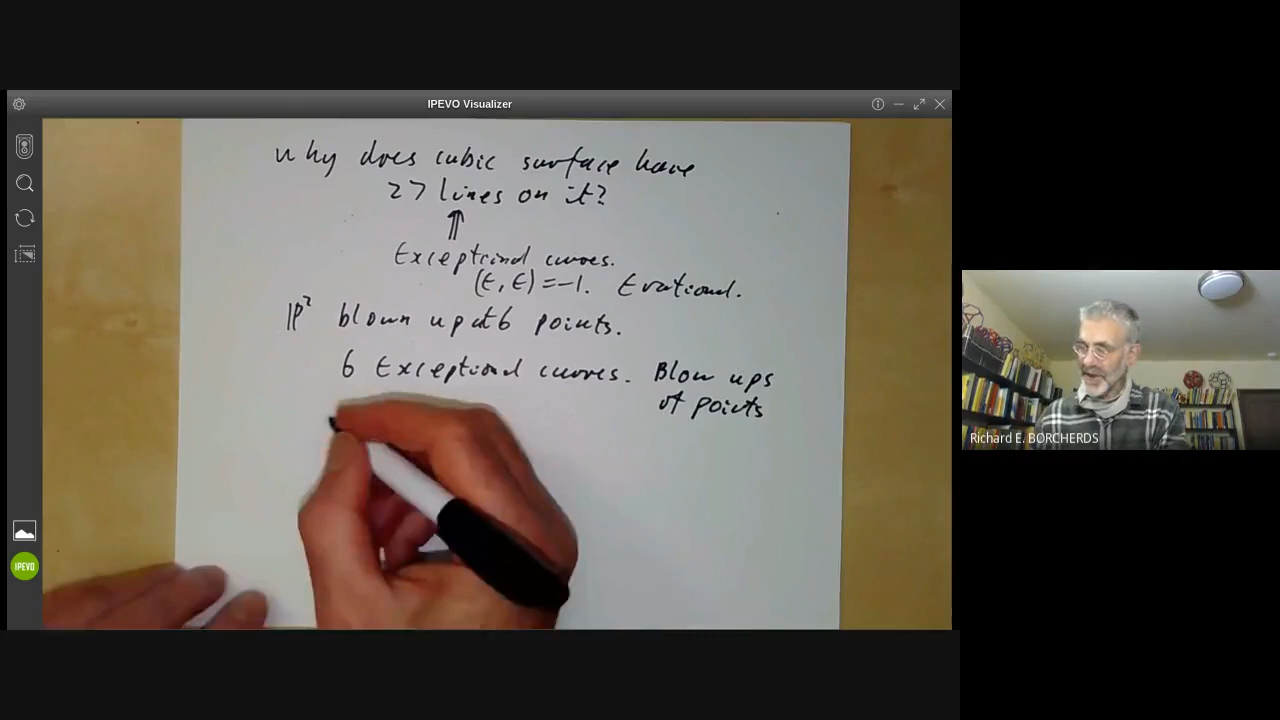 IPEVO Visualizer
why does cubic surface have
27 lines on it?
⇑
Exceptional curves.
(E, E) = -1. E rational.
ℙ² blown up at 6 points.
6 Exceptional curves. Blow ups
of points
Richard E. BORCHERDS
IPEVO